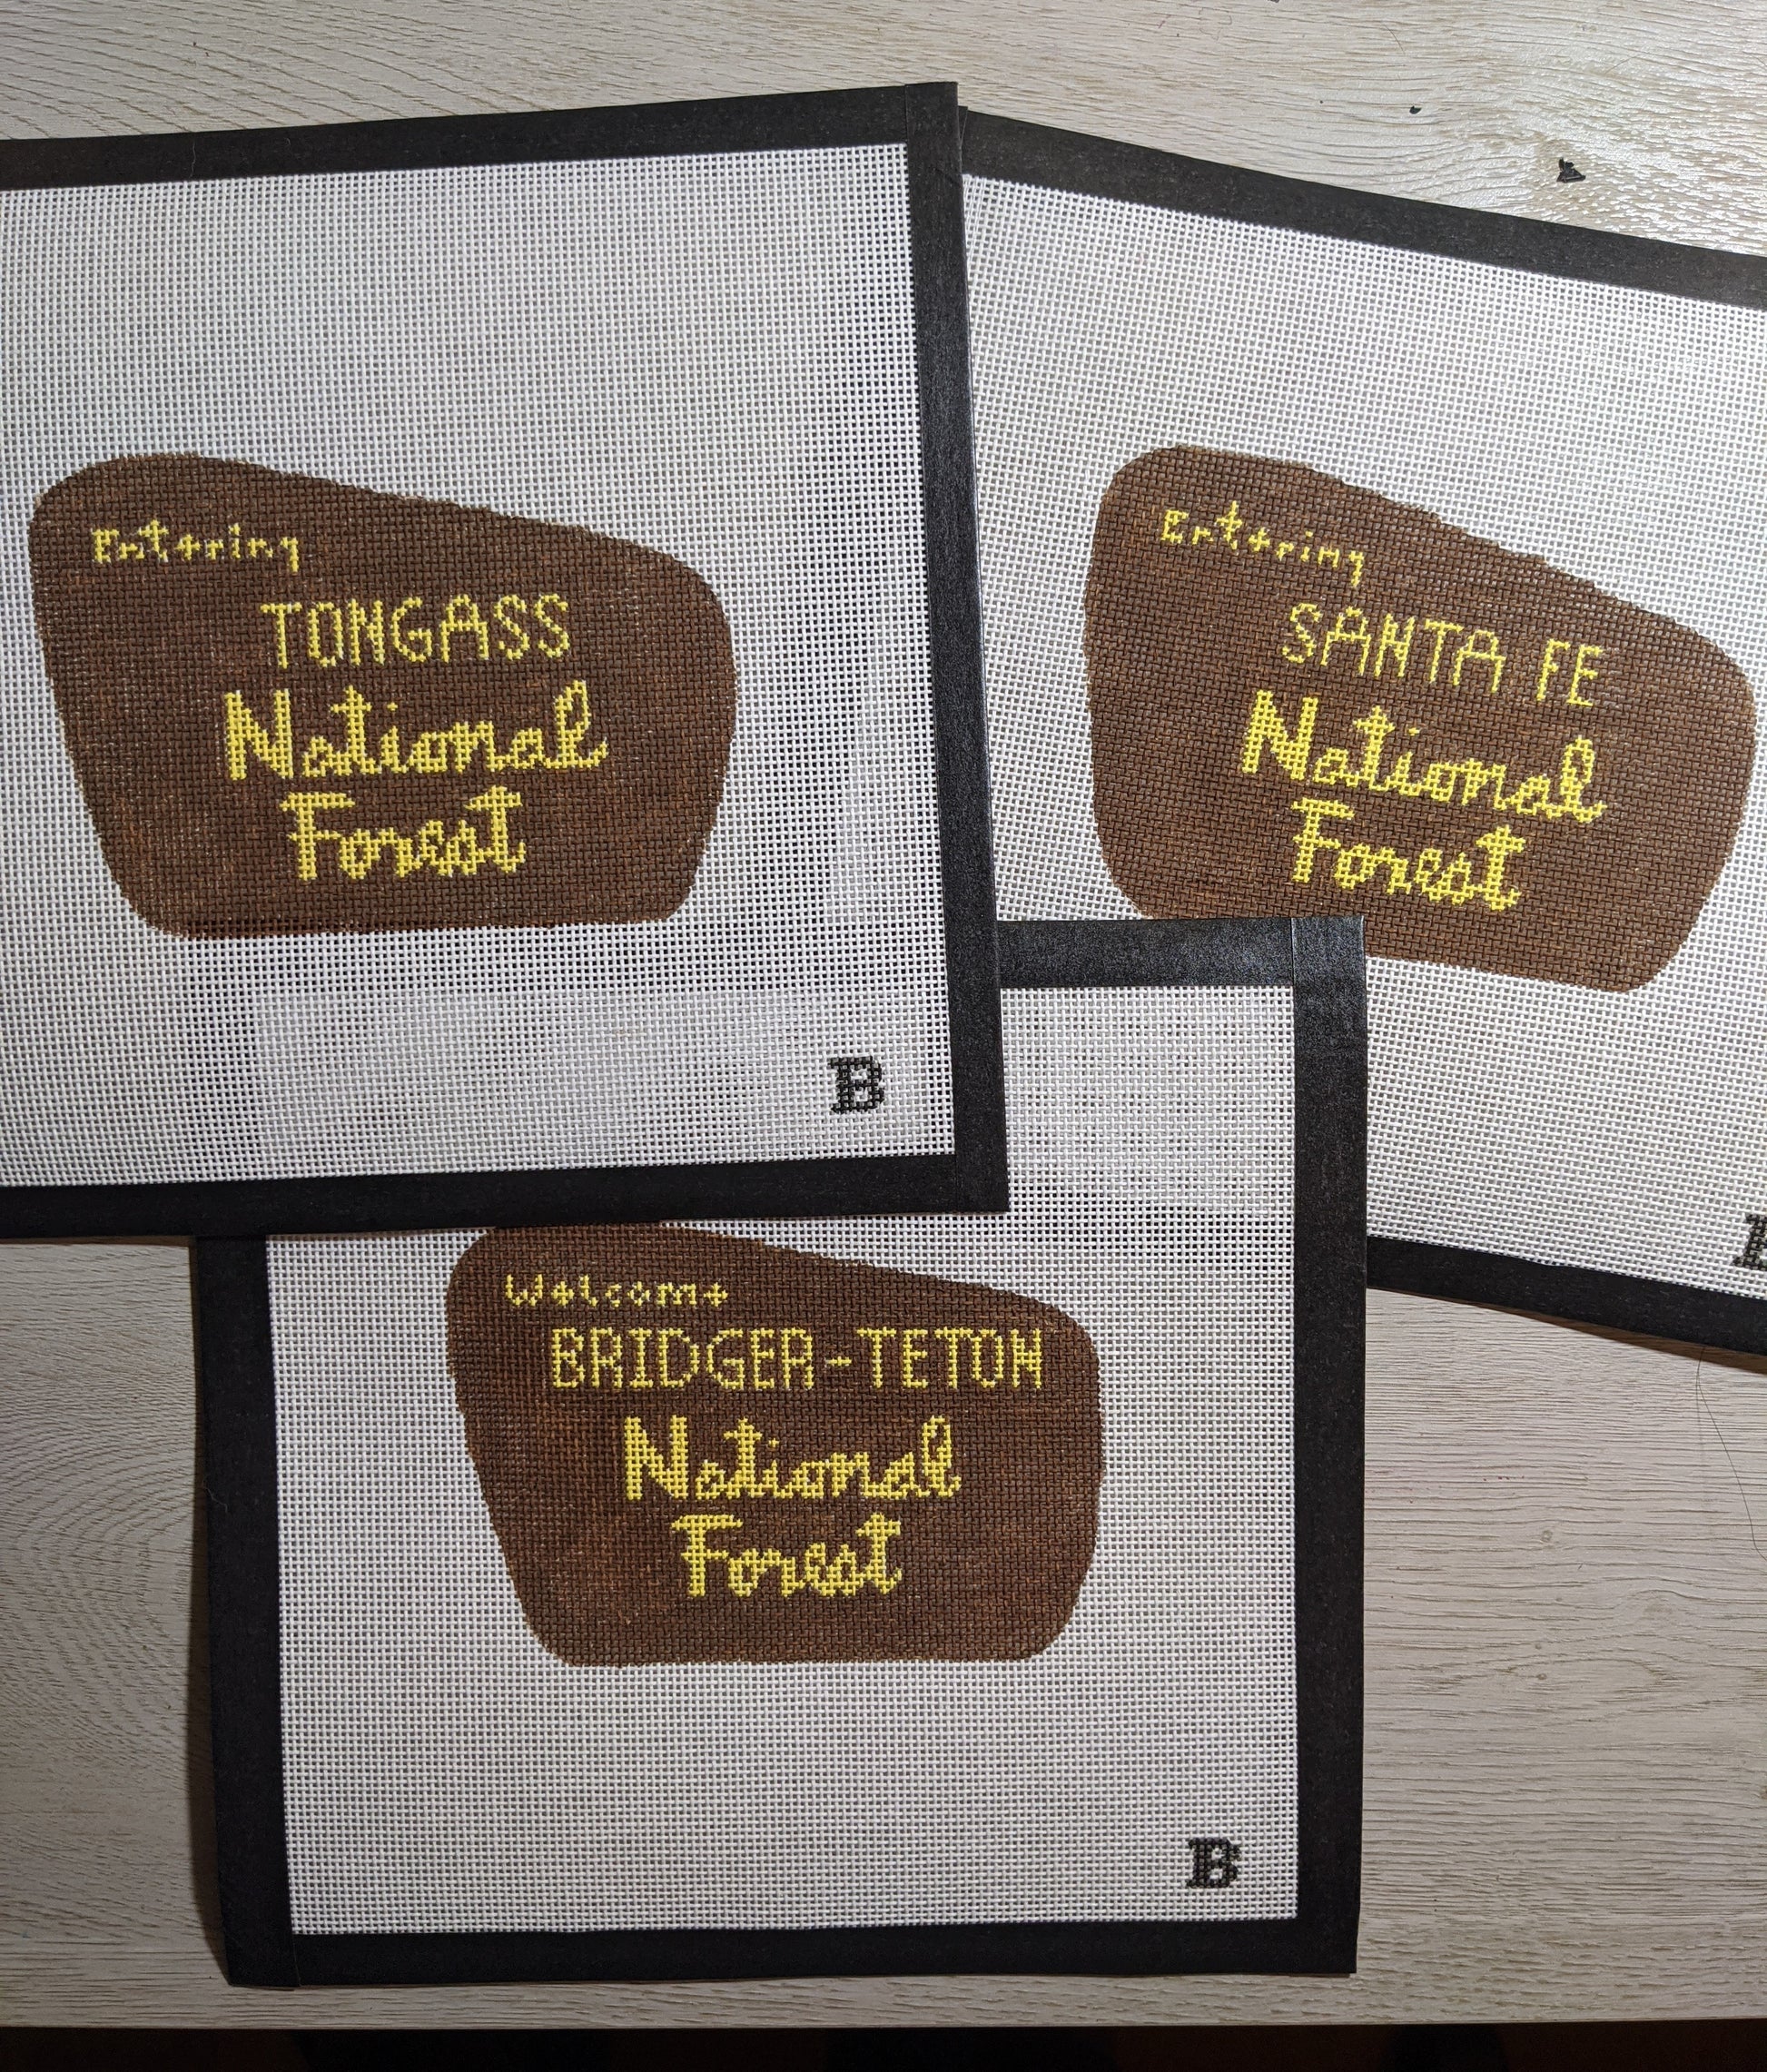 Entering
TONGASS
National
Forest
B
Entering
SANTA FE
National
Forest
Welcome
BRIDGER-TETON
National
Forest
B